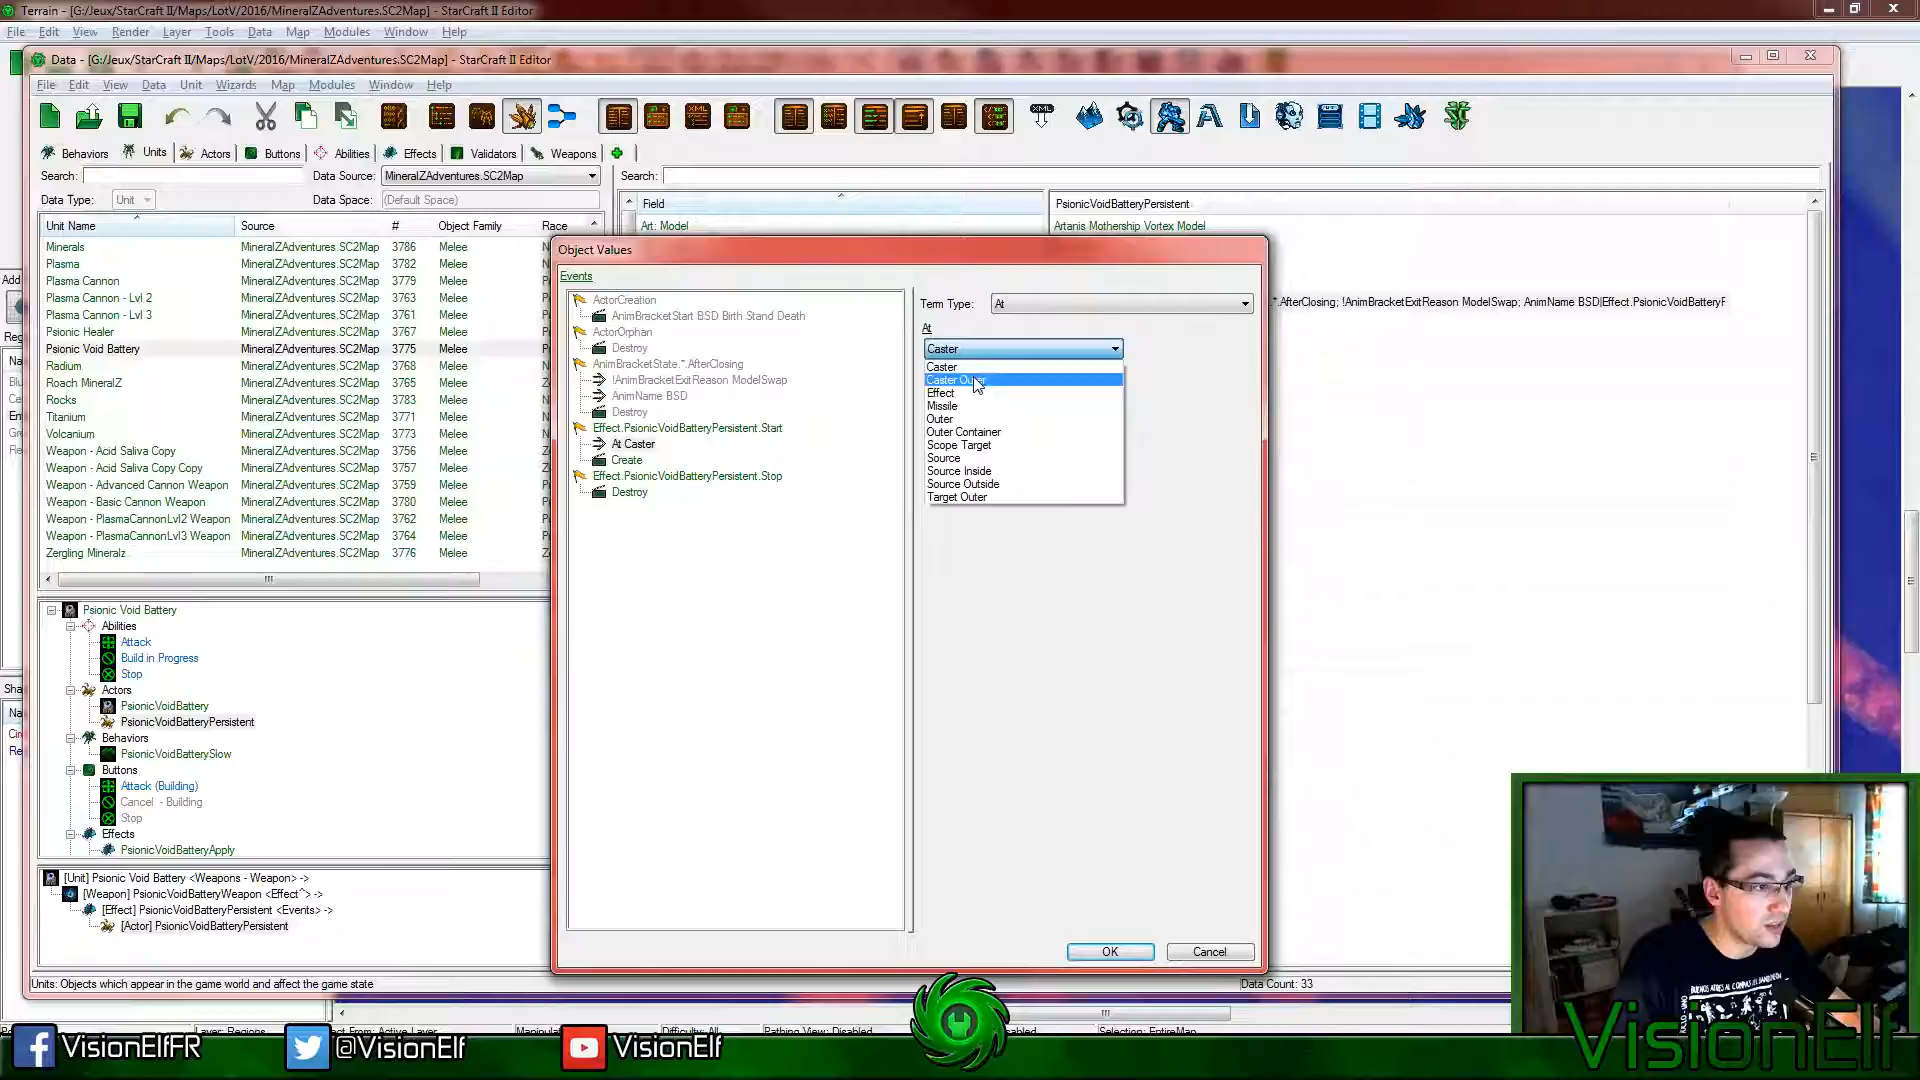 Terrain - [G:/Jeux/StarCraft II/Maps/LotV/2016/MineralZAdventures.SC2Map] - StarCraft II Editor
File Edit View Render Layer Tools Data Map Modules Window Help
Data - [G:/Jeux/StarCraft II/Maps/LotV/2016/MineralZAdventures.SC2Map] - StarCraft II Editor
File Edit View Data Unit Wizards Map Modules Window Help
XML
Behaviors Units Actors Buttons Abilities Effects Validators Weapons
Search: Data Source: MineralZAdventures.SC2Map Search:
Data Type: Unit Data Space: (Default Space)
Field PsionicVoidBatteryPersistent
Unit Name Source # Object Family Race
Art: Model Artanis Mothership Vortex Model
Minerals MineralZAdventures.SC2Map 3786 Melee
Plasma MineralZAdventures.SC2Map 3782 Melee
Plasma Cannon MineralZAdventures.SC2Map 3779 Melee
Plasma Cannon - Lvl 2 MineralZAdventures.SC2Map 3763 Melee
Plasma Cannon - Lvl 3 MineralZAdventures.SC2Map 3761 Melee
Psionic Healer MineralZAdventures.SC2Map 3767 Melee
Psionic Void Battery MineralZAdventures.SC2Map 3775 Melee
Radium MineralZAdventures.SC2Map 3768 Melee
Roach MineralZ MineralZAdventures.SC2Map 3765 Melee
Rocks MineralZAdventures.SC2Map 3783 Melee
Titanium MineralZAdventures.SC2Map 3771 Melee
Volcanium MineralZAdventures.SC2Map 3773 Melee
Weapon - Acid Saliva Copy MineralZAdventures.SC2Map 3756 Melee
Weapon - Acid Saliva Copy Copy MineralZAdventures.SC2Map 3757 Melee
Weapon - Advanced Cannon Weapon MineralZAdventures.SC2Map 3759 Melee
Weapon - Basic Cannon Weapon MineralZAdventures.SC2Map 3780 Melee
Weapon - PlasmaCannonLvl2 Weapon MineralZAdventures.SC2Map 3762 Melee
Weapon - PlasmaCannonLvl3 Weapon MineralZAdventures.SC2Map 3764 Melee
Zergling Mineralz MineralZAdventures.SC2Map 3776 Melee
Object Values
Events
ActorCreation
AnimBracketStart BSD Birth Stand Death
ActorOrphan
Destroy
AnimBracketState.*.AfterClosing
!AnimBracketExitReason ModelSwap
AnimName BSD
Destroy
Effect.PsionicVoidBatteryPersistent.Start
At Caster
Create
Effect.PsionicVoidBatteryPersistent.Stop
Destroy
Term Type: At
At
Caster
Caster
Caster Outer
Effect
Missile
Outer
Outer Container
Scope Target
Source
Source Inside
Source Outside
Target Outer
*.AfterClosing; !AnimBracketExitReason ModelSwap; AnimName BSD|Effect.PsionicVoidBatteryF
OK Cancel
Psionic Void Battery
Abilities
Attack
Build in Progress
Stop
Actors
PsionicVoidBattery
PsionicVoidBatteryPersistent
Behaviors
PsionicVoidBatterySlow
Buttons
Attack (Building)
Cancel - Building
Stop
Effects
PsionicVoidBatteryApply
[Unit] Psionic Void Battery <Weapons - Weapon> ->
[Weapon] PsionicVoidBatteryWeapon <Effect^> ->
[Effect] PsionicVoidBatteryPersistent <Events> ->
[Actor] PsionicVoidBatteryPersistent
Units: Objects which appear in the game world and affect the game state
Data Count: 33
VisionElfFR @VisionElf VisionElf
VisionElf